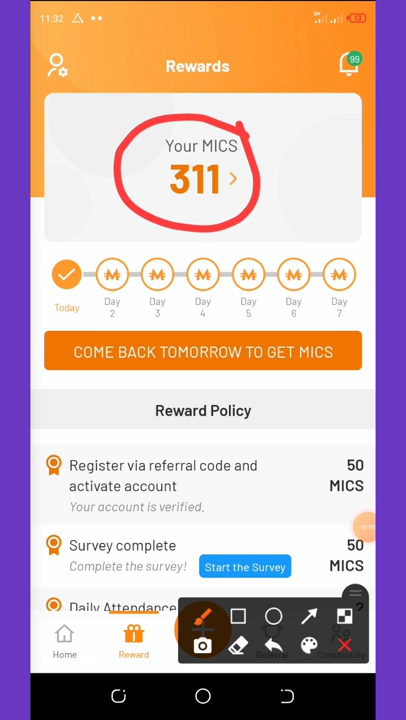 11:32
13
99
Rewards
Your MICS
311
Today
Day 2
Day 3
Day 4
Day 5
Day 6
Day 7
COME BACK TOMORROW TO GET MICS
Reward Policy
Register via referral code and
activate account
50
MICS
Your account is verified.
Survey complete
50
MICS
Complete the survey!
Start the Survey
Daily Attendance
Home
Reward